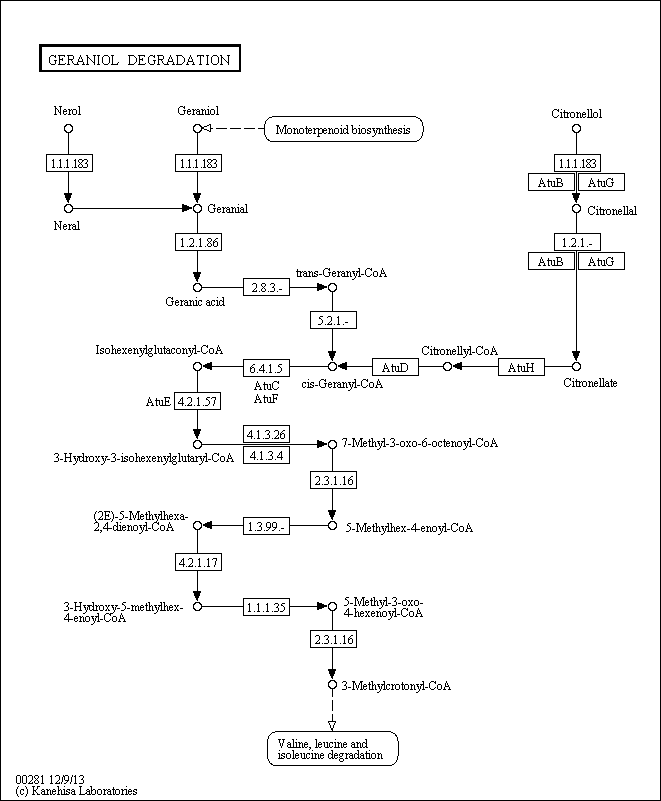 GERANIOL DEGRADATION
Nerol
Geraniol
Citronellol
Monoterpenoid biosynthesis
1.1.1.183
1.1.1.183
1.1.1.183
AtuB
AtuG
Neral
Geranial
Citronellal
1.2.1.86
1.2.1.-
AtuB
AtuG
trans-Geranyl-CoA
2.8.3.-
Geranic acid
5.2.1.-
Isohexenylglutaconyl-CoA
Citronellyl-CoA
6.4.1.5
AtuD
AtuH
AtuC
AtuF
cis-Geranyl-CoA
Citronellate
AtuE
4.2.1.57
4.1.3.26
4.1.3.4
7-Methyl-3-oxo-6-octenoyl-CoA
3-Hydroxy-3-isohexenylglutaryl-CoA
2.3.1.16
(2E)-5-Methylhexa-
2,4-dienoyl-CoA
1.3.99.-
5-Methylhex-4-enoyl-CoA
4.2.1.17
3-Hydroxy-5-methylhex-
4-enoyl-CoA
1.1.1.35
5-Methyl-3-oxo-
4-hexenoyl-CoA
2.3.1.16
3-Methylcrotonyl-CoA
Valine, leucine and
isoleucine degradation
00281 12/9/13
(c) Kanehisa Laboratories